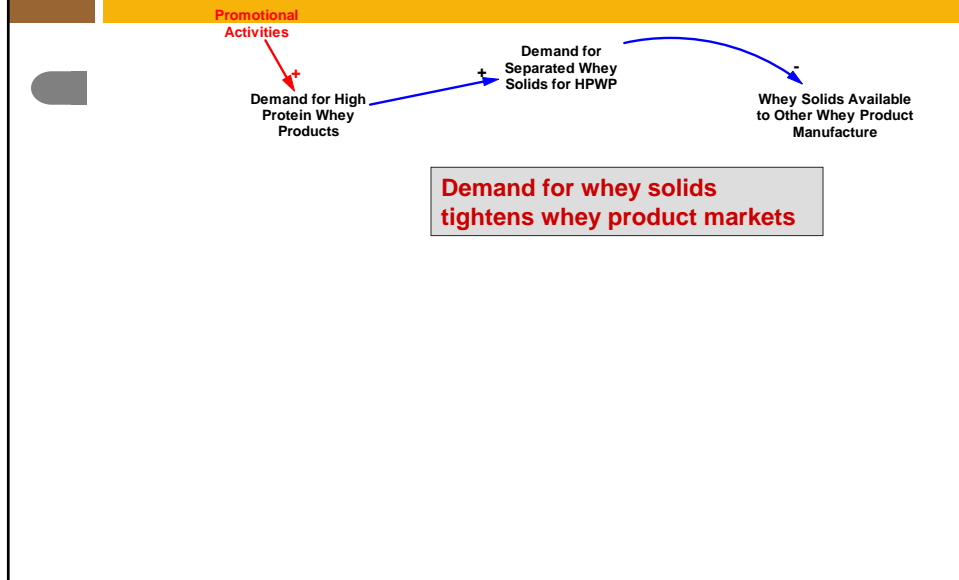 Promotional
Activities
+
Demand for High
Protein Whey
Products
+
Demand for
Separated Whey
Solids for HPWP
-
Whey Solids Available
to Other Whey Product
Manufacture
Demand for whey solids
tightens whey product markets